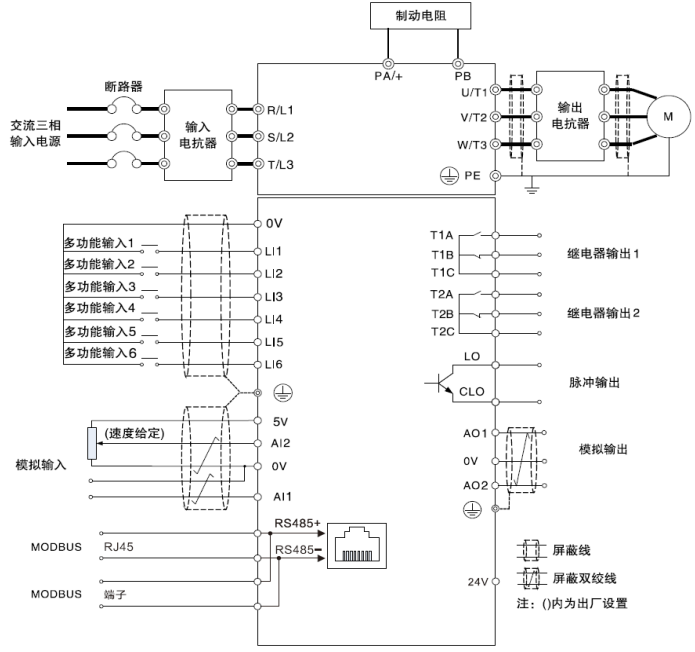 制动电阻
PA/+
PB
断路器
交流三相
输入电源
输入
电抗器
R/L1
S/L2
T/L3
U/T1
V/T2
W/T3
PE
输出
电抗器
M
0V
多功能输入1
LI1
多功能输入2
LI2
多功能输入3
LI3
多功能输入4
LI4
多功能输入5
LI5
多功能输入6
LI6
T1A
T1B
T1C
继电器输出1
T2A
T2B
T2C
继电器输出2
LO
CLO
脉冲输出
5V
(速度给定)
AI2
模拟输入
0V
AI1
AO1
0V
AO2
模拟输出
RS485+
MODBUS RJ45
RS485-
MODBUS 端子
24V
屏蔽线
屏蔽双绞线
注：()内为出厂设置